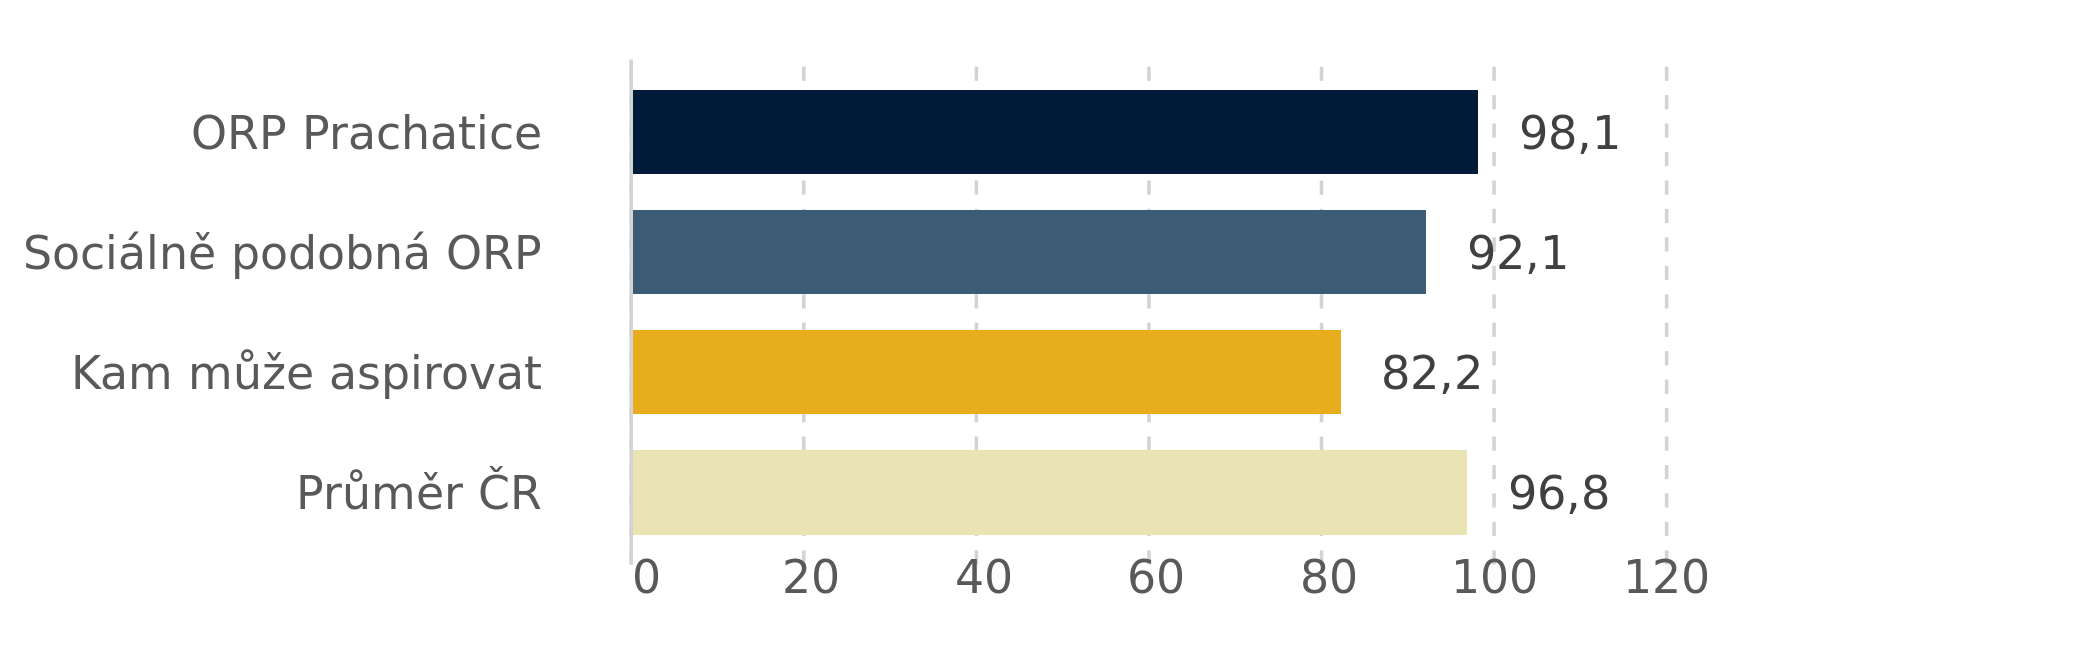 ORP Prachatice 98,1
Sociálně podobná ORP 92,1
Kam může aspirovat 82,2
Průměr ČR 96,8
0 20 40 60 80 100 120